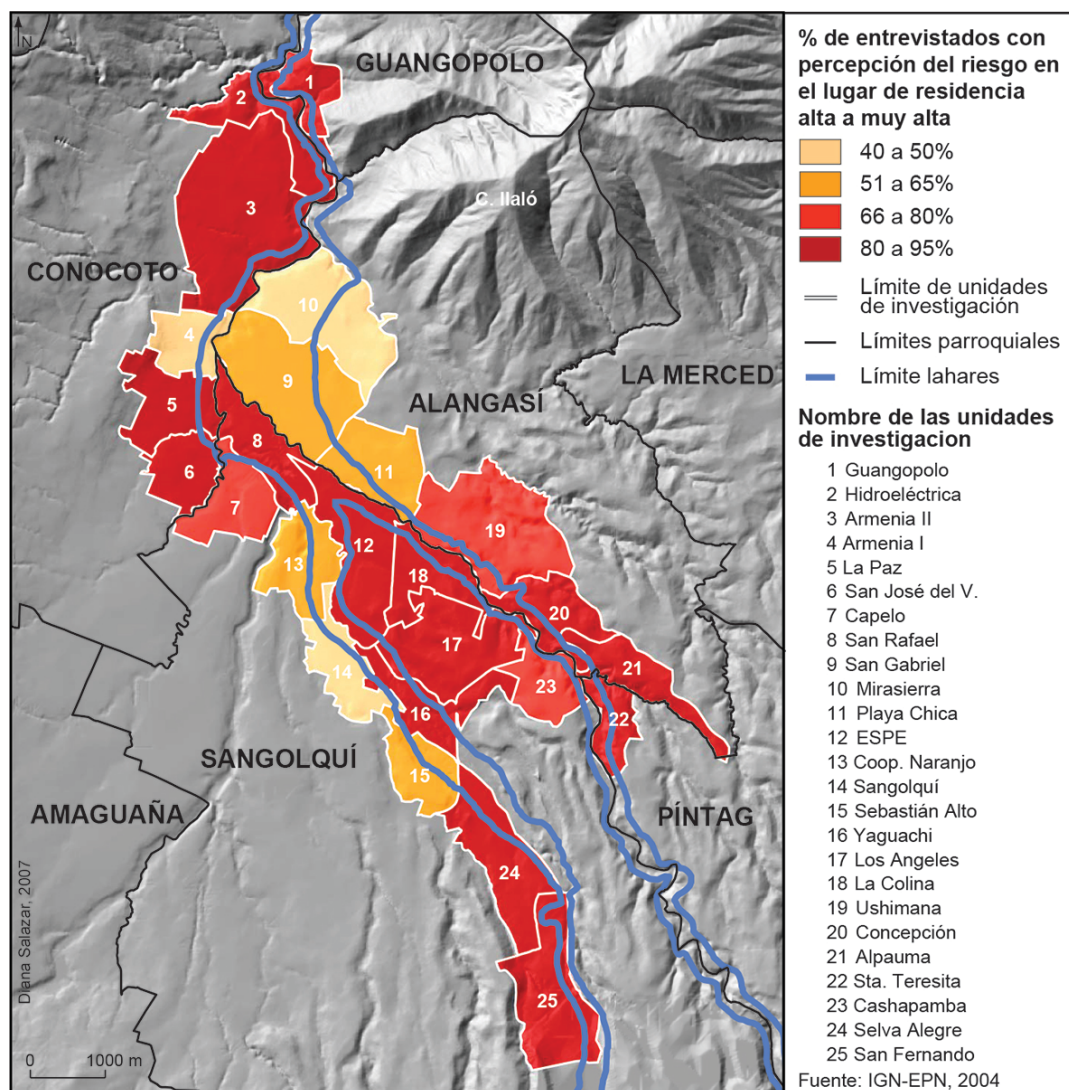 N
GUANGOPOLO
1
2
3
C. Ilaló
CONOCOTO
10
4
9
LA MERCED
ALANGASÍ
5
8
11
6
7
19
12
13
18
20
17
21
14
23
22
16
SANGOLQUÍ
15
AMAGUAÑA
PÍNTAG
24
25
Diana Salazar, 2007
0 1000 m
% de entrevistados con
percepción del riesgo en
el lugar de residencia
alta a muy alta
40 a 50%
51 a 65%
66 a 80%
80 a 95%
Límite de unidades
de investigación
Límites parroquiales
Límite lahares
Nombre de las unidades
de investigacion
1 Guangopolo
2 Hidroeléctrica
3 Armenia II
4 Armenia I
5 La Paz
6 San José del V.
7 Capelo
8 San Rafael
9 San Gabriel
10 Mirasierra
11 Playa Chica
12 ESPE
13 Coop. Naranjo
14 Sangolquí
15 Sebastián Alto
16 Yaguachi
17 Los Angeles
18 La Colina
19 Ushimana
20 Concepción
21 Alpauma
22 Sta. Teresita
23 Cashapamba
24 Selva Alegre
25 San Fernando
Fuente: IGN-EPN, 2004